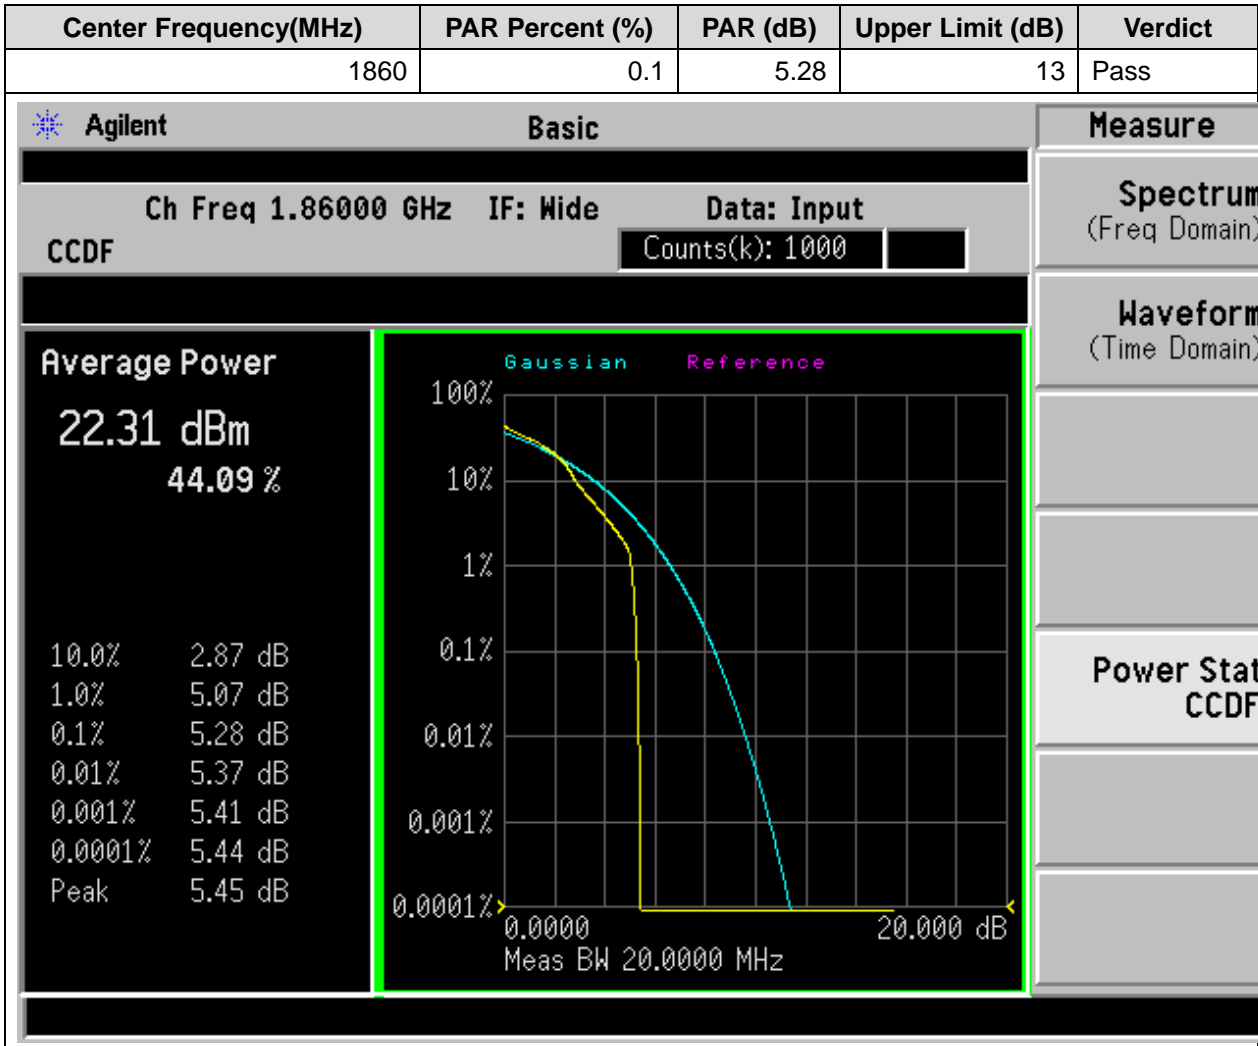 Center Frequency(MHz) PAR Percent (%) PAR (dB) Upper Limit (dB) Verdict
1860 0.1 5.28 13 Pass
Agilent Basic Measure
Ch Freq 1.86000 GHz IF: Wide Data: Input
CCDF Counts(k): 1000
Spectrum
(Freq Domain)
Waveform
(Time Domain)
Power Stat
CCDF
Average Power
22.31 dBm
44.09 %
10.0% 2.87 dB
1.0% 5.07 dB
0.1% 5.28 dB
0.01% 5.37 dB
0.001% 5.41 dB
0.0001% 5.44 dB
Peak 5.45 dB
Gaussian Reference
100%
10%
1%
0.1%
0.01%
0.001%
0.0001%
0.0000 20.000 dB
Meas BW 20.0000 MHz